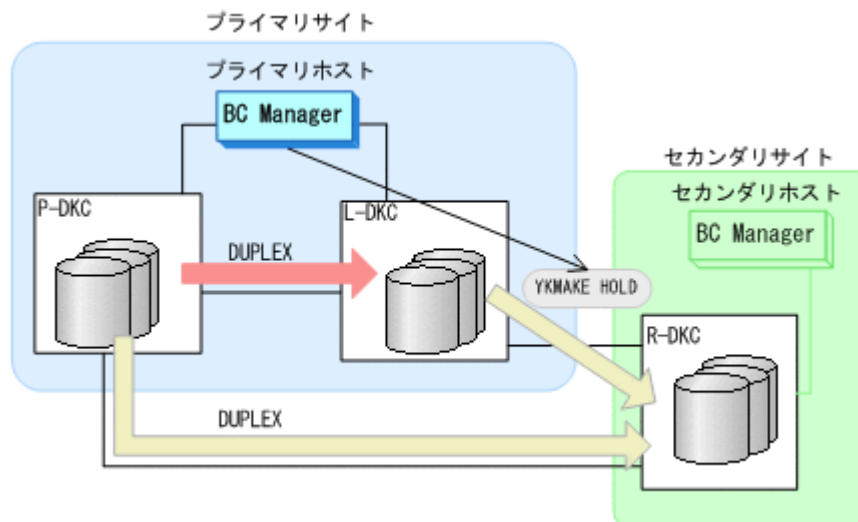 プライマリサイト
プライマリホスト
BC Manager
セカンダリサイト
セカンダリホスト
BC Manager
P-DKC
L-DKC
DUPLEX
YKMAKE HOLD
R-DKC
DUPLEX